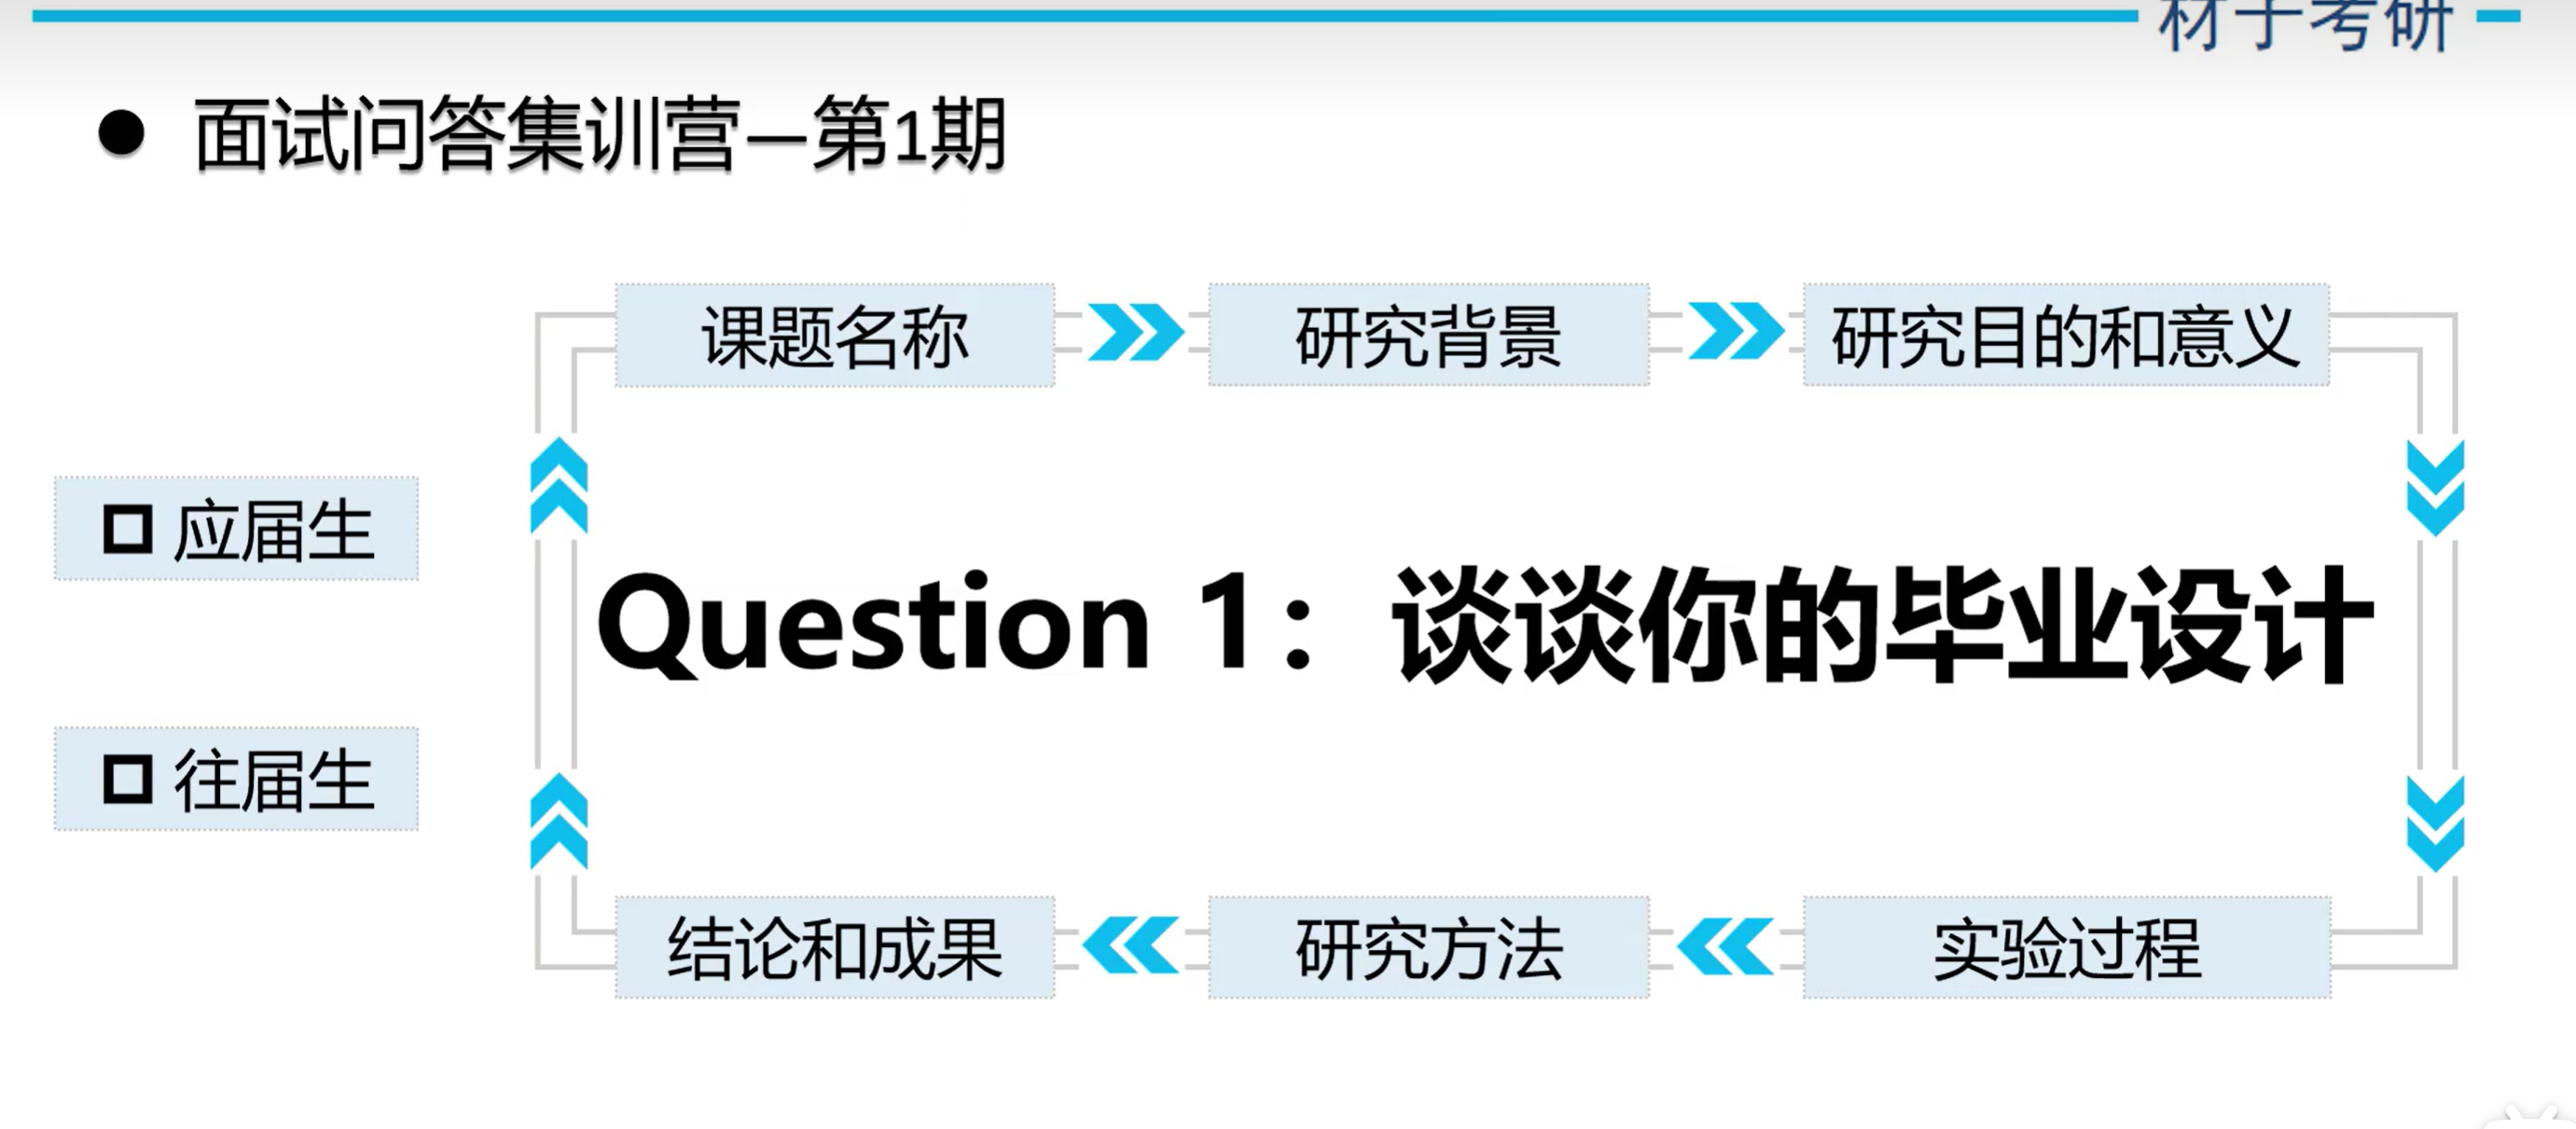 材子考研
面试问答集训营—第1期
课题名称
研究背景
研究目的和意义
应届生
Question 1：谈谈你的毕业设计
往届生
结论和成果
研究方法
实验过程